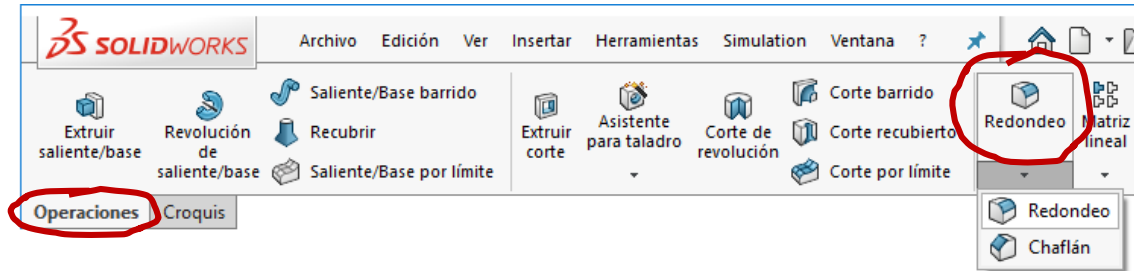 SOLIDWORKS Archivo Edición Ver Insertar Herramientas Simulation Ventana ?
Extruir saliente/base
Revolución de saliente/base
Saliente/Base barrido
Recubrir
Saliente/Base por límite
Extruir corte
Asistente para taladro
Corte de revolución
Corte barrido
Corte recubierto
Corte por límite
Redondeo
Matriz lineal
Operaciones Croquis
Redondeo
Chaflán